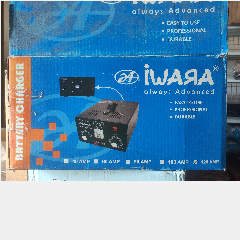 always: Advanced
• EASY TO USE
• PROFESSIONAL
• DURABLE
BATTERY CHARGER
iWARA
always: Advanced
• EASY TO USE
• PROFESSIONAL
• DURABLE